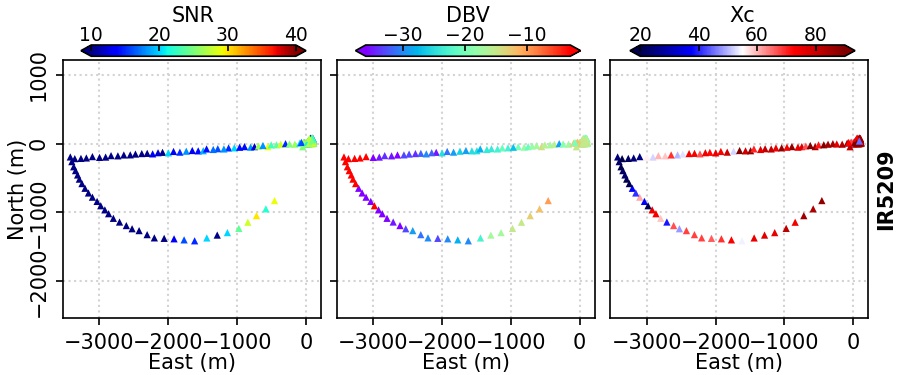 SNR
DBV
Xc
10 20 30 40
−30 −20 −10
20 40 60 80
1000
0
−1000
−2000
North (m)
−3000 −2000 −1000 0
−3000 −2000 −1000 0
−3000 −2000 −1000 0
East (m)
East (m)
East (m)
IR5209